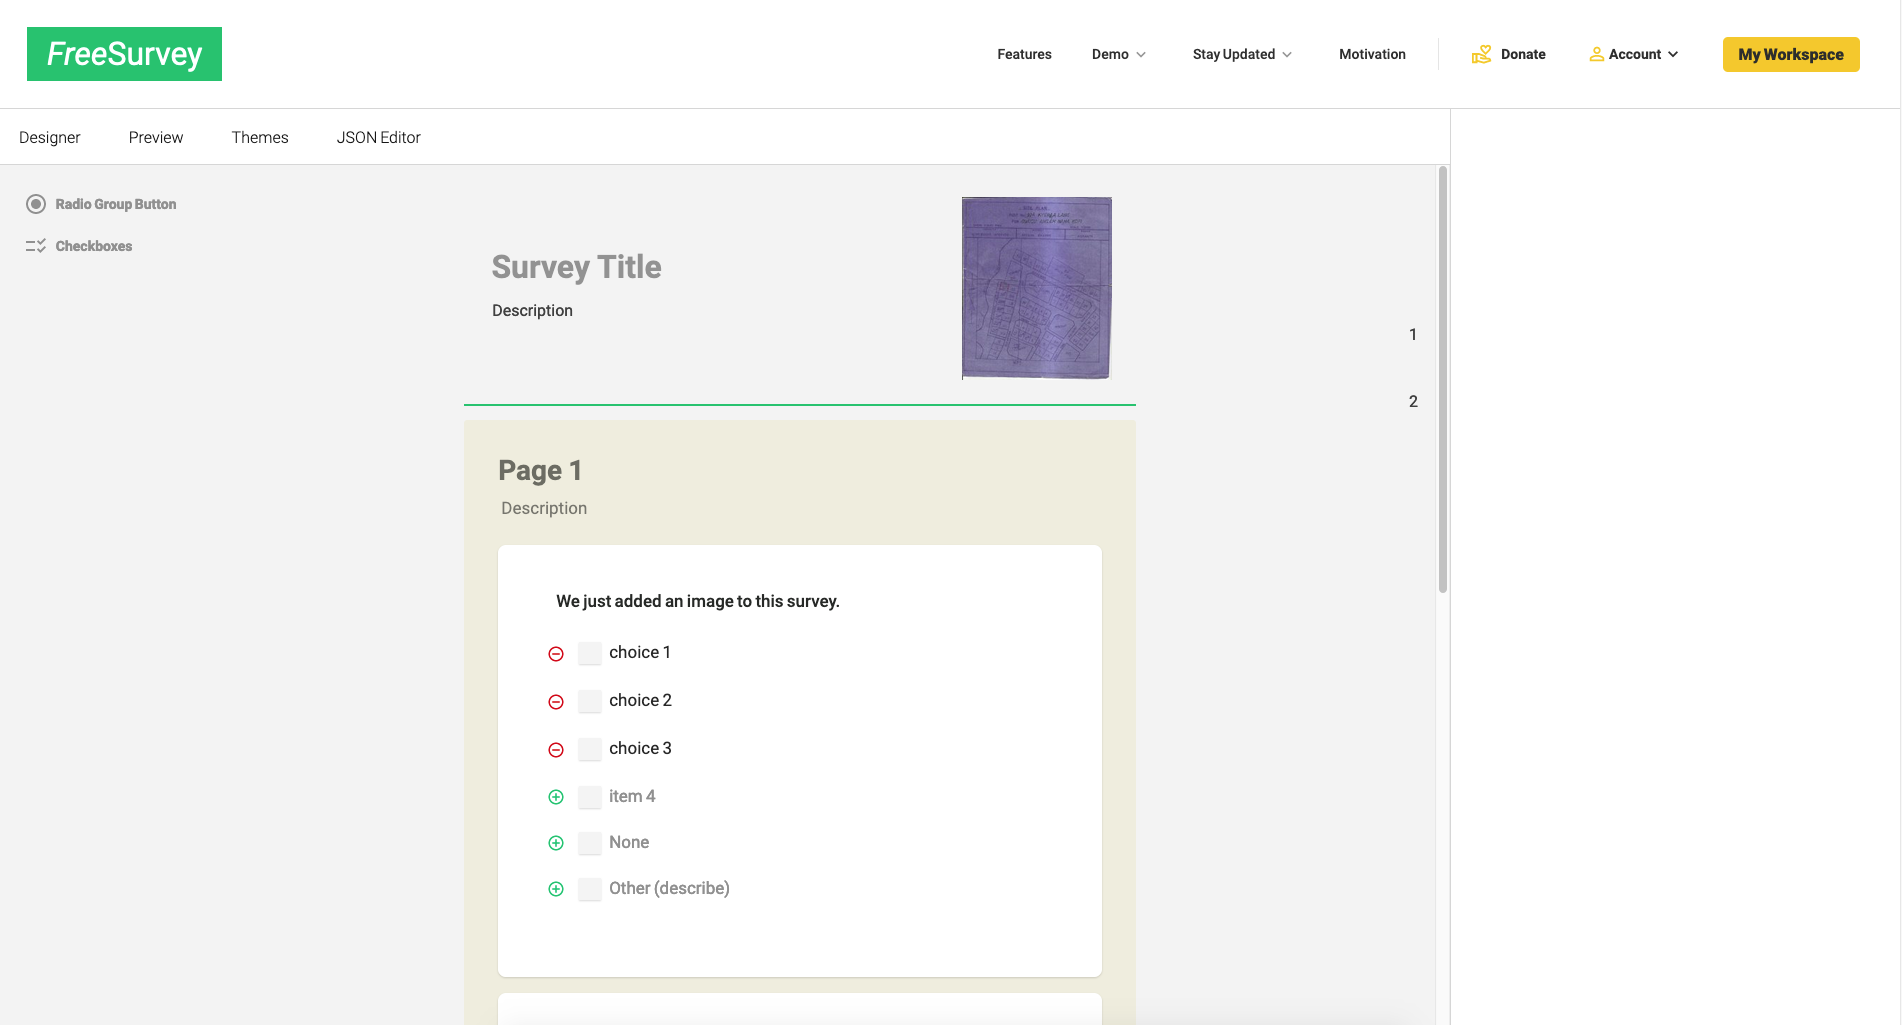 FreeSurvey
Features
Demo
Stay Updated
Motivation
Donate
Account
My Workspace
Designer
Preview
Themes
JSON Editor
Radio Group Button
Checkboxes
Survey Title
Description
1
2
Page 1
Description
We just added an image to this survey.
choice 1
choice 2
choice 3
item 4
None
Other (describe)